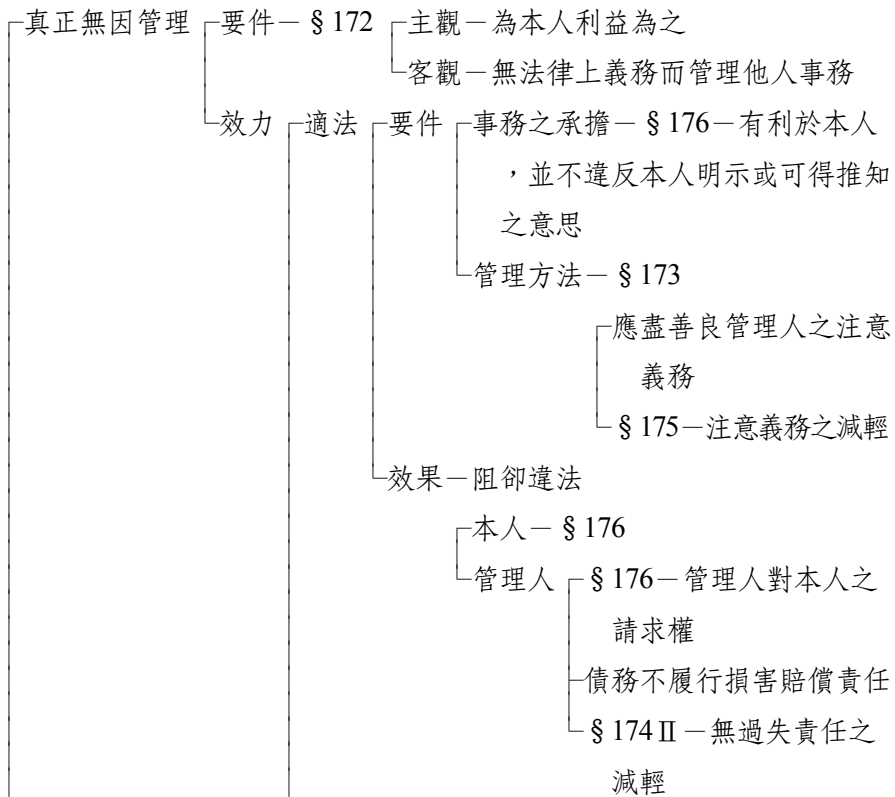 真正無因管理 要件－§172 主觀－為本人利益為之
客觀－無法律上義務而管理他人事務
效力 適法 要件 事務之承擔－§176－有利於本人
，並不違反本人明示或可得推知
之意思
管理方法－§173
應盡善良管理人之注意
義務
§175－注意義務之減輕
效果－阻卻違法
本人－§176
管理人 §176－管理人對本人之
請求權
債務不履行損害賠償責任
§174Ⅱ－無過失責任之
減輕